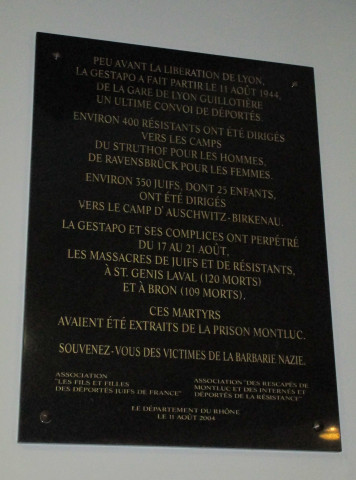 PEU AVANT LA LIBERATION DE LYON,
LA GESTAPO A FAIT PARTIR LE 11 AOÛT 1944,
DE LA GARE DE LYON GUILLOTIÈRE
UN ULTIME CONVOI DE DÉPORTÉS.
ENVIRON 400 RÉSISTANTS ONT ÉTÉ DIRIGÉS
VERS LES CAMPS
DU STRUTHOF POUR LES HOMMES,
DE RAVENSBRÜCK POUR LES FEMMES.
ENVIRON 350 JUIFS, DONT 25 ENFANTS,
ONT ÉTÉ DIRIGÉS
VERS LE CAMP D'AUSCHWITZ-BIRKENAU.
LA GESTAPO ET SES COMPLICES ONT PERPÉTRÉ
DU 17 AU 21 AOÛT,
LES MASSACRES DE JUIFS ET DE RÉSISTANTS,
À ST. GENIS LAVAL (120 MORTS)
ET À BRON (109 MORTS).
CES MARTYRS
AVAIENT ÉTÉ EXTRAITS DE LA PRISON MONTLUC.
SOUVENEZ-VOUS DES VICTIMES DE LA BARBARIE NAZIE.
ASSOCIATION
"LES FILS ET FILLES
DES DÉPORTÉS JUIFS DE FRANCE"
ASSOCIATION "DES RESCAPÉS DE
MONTLUC ET DES INTERNÉS ET
DÉPORTÉS DE LA RÉSISTANCE"
LE DÉPARTEMENT DU RHÔNE
LE 11 AOÛT 2004